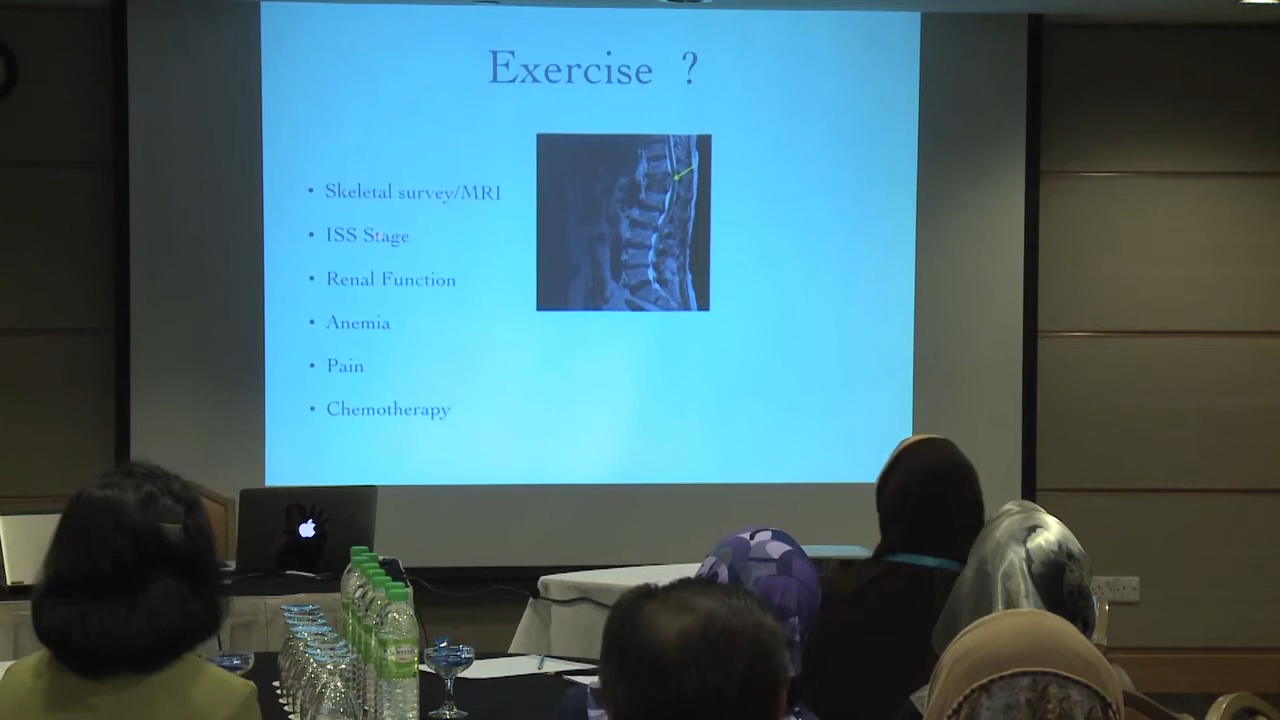 Exercise ?
• Skeletal survey/MRI
• ISS Stage
• Renal Function
• Anemia
• Pain
• Chemotherapy